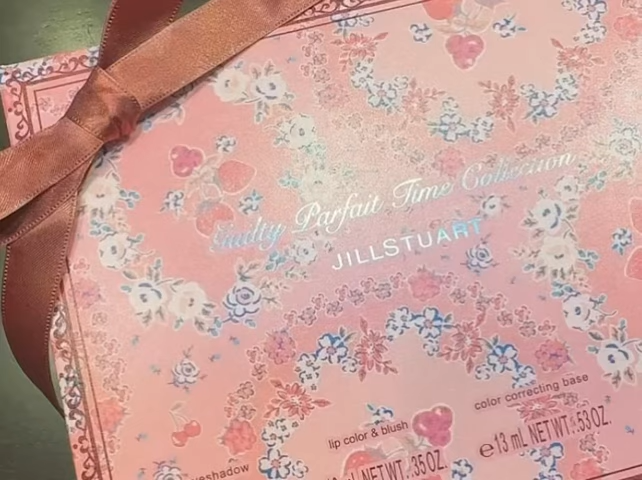 Guilty Parfait Time Collection
JILLSTUART
color correcting base
e 13 mL NET WT. .53 OZ.
lip color & blush
mL NET WT. .35 OZ.
eyeshadow